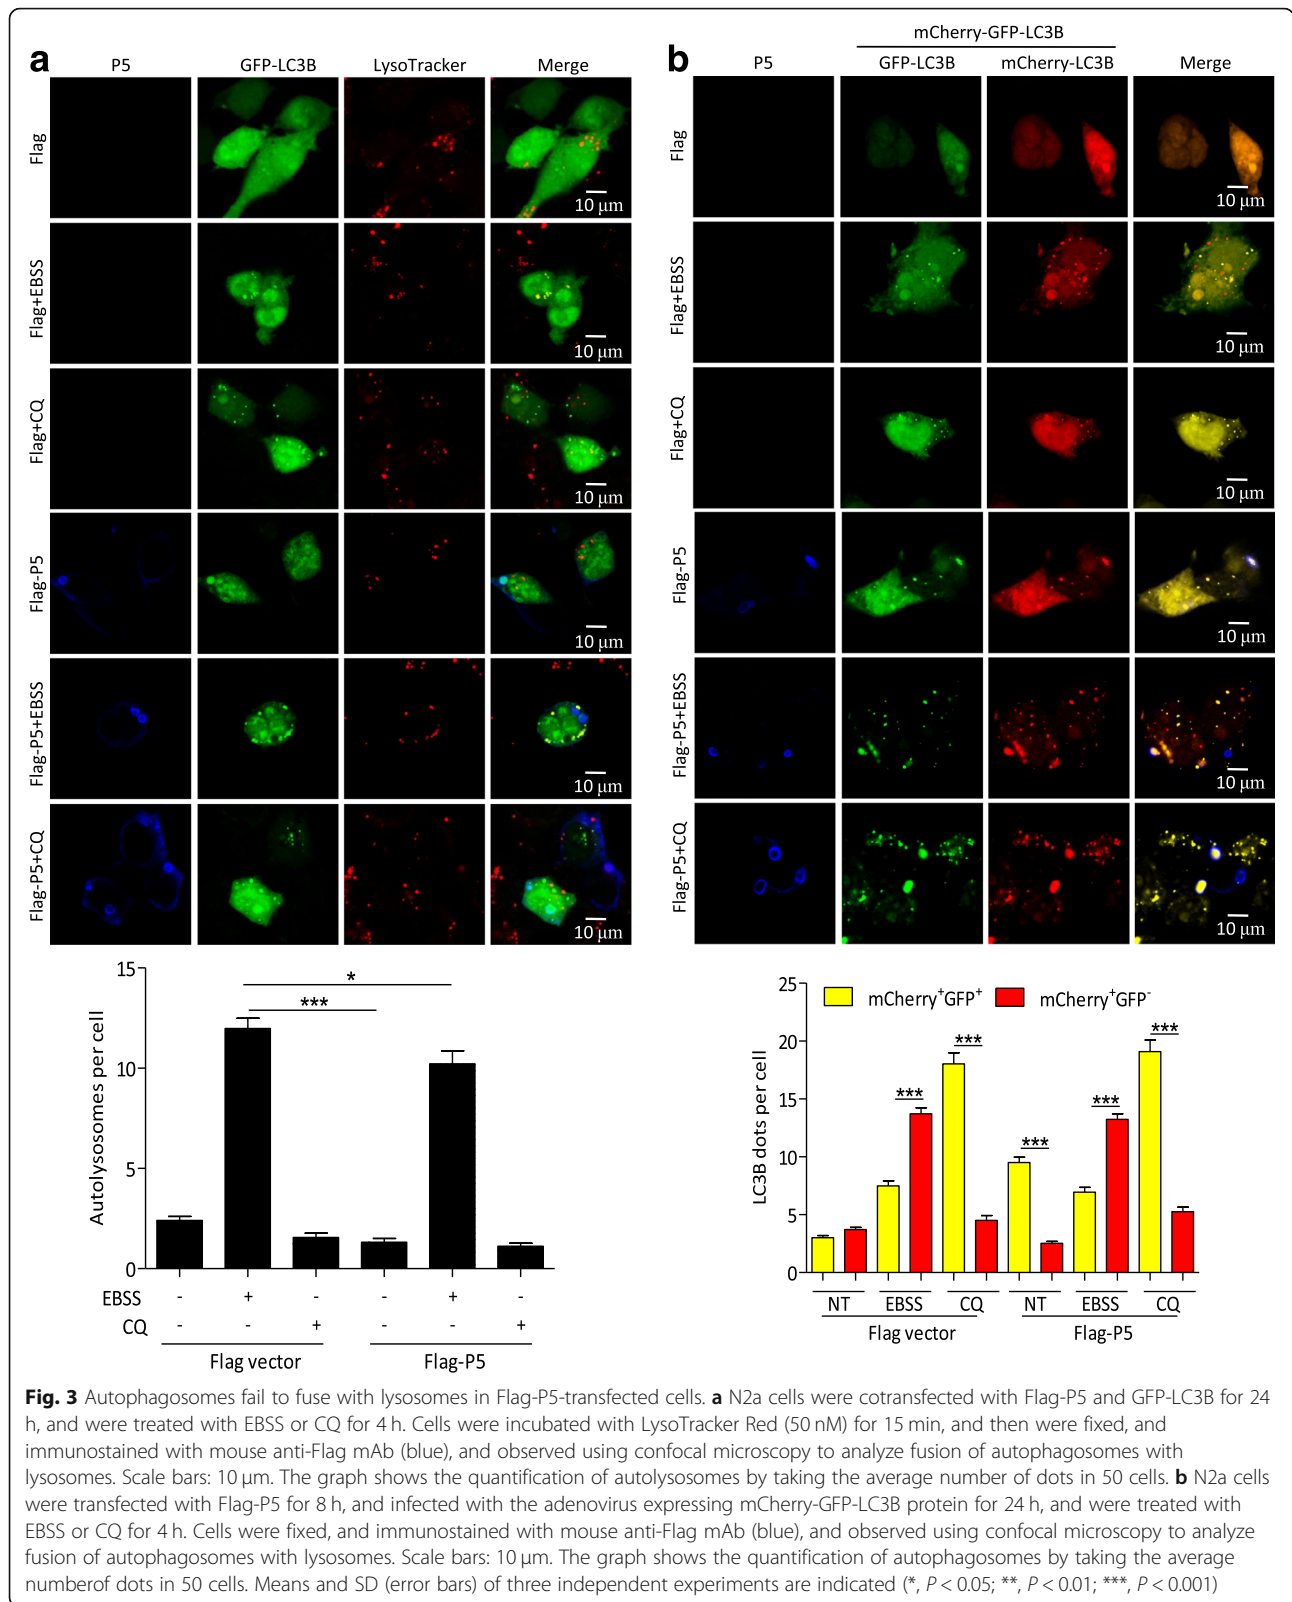 a
P5 GFP-LC3B LysoTracker Merge
Flag
10 µm
Flag+EBSS
10 µm
Flag+CQ
10 µm
Flag-P5
10 µm
Flag-P5+EBSS
10 µm
Flag-P5+CQ
10 µm
15
10
5
0
Autolysosomes per cell
*
***
EBSS - + - - + -
CQ - - + - - +
Flag vector Flag-P5
b
mCherry-GFP-LC3B
P5 GFP-LC3B mCherry-LC3B Merge
Flag
10 µm
Flag+EBSS
10 µm
Flag+CQ
10 µm
Flag-P5
10 µm
Flag-P5+EBSS
10 µm
Flag-P5+CQ
10 µm
25
20
15
10
5
0
LC3B dots per cell
mCherry⁺GFP⁺ mCherry⁺GFP⁻
***
***
***
***
***
NT EBSS CQ NT EBSS CQ
Flag vector Flag-P5
Fig. 3 Autophagosomes fail to fuse with lysosomes in Flag-P5-transfected cells. a N2a cells were cotransfected with Flag-P5 and GFP-LC3B for 24
h, and were treated with EBSS or CQ for 4 h. Cells were incubated with LysoTracker Red (50 nM) for 15 min, and then were fixed, and
immunostained with mouse anti-Flag mAb (blue), and observed using confocal microscopy to analyze fusion of autophagosomes with
lysosomes. Scale bars: 10 µm. The graph shows the quantification of autolysosomes by taking the average number of dots in 50 cells. b N2a cells
were transfected with Flag-P5 for 8 h, and infected with the adenovirus expressing mCherry-GFP-LC3B protein for 24 h, and were treated with
EBSS or CQ for 4 h. Cells were fixed, and immunostained with mouse anti-Flag mAb (blue), and observed using confocal microscopy to analyze
fusion of autophagosomes with lysosomes. Scale bars: 10 µm. The graph shows the quantification of autophagosomes by taking the average
numberof dots in 50 cells. Means and SD (error bars) of three independent experiments are indicated (*, P < 0.05; **, P < 0.01; ***, P < 0.001)